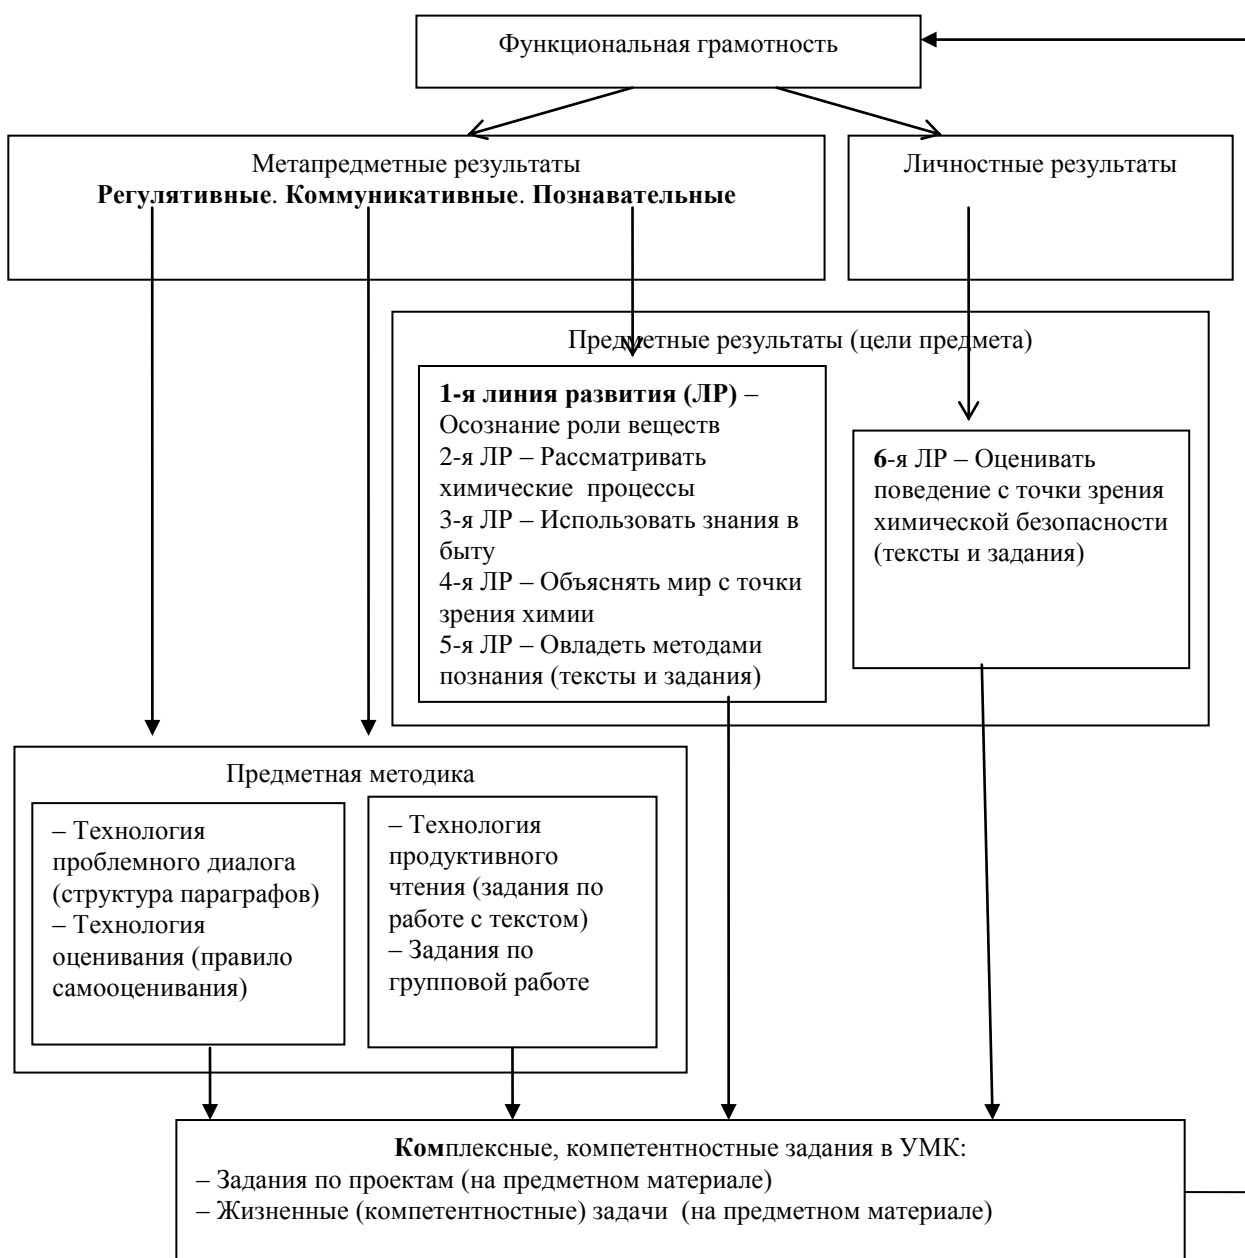 Функциональная грамотность
Метапредметные результаты
Регулятивные. Коммуникативные. Познавательные
Личностные результаты
Предметные результаты (цели предмета)
1-я линия развития (ЛР) –
Осознание роли веществ
2-я ЛР – Рассматривать
химические процессы
3-я ЛР – Использовать знания в
быту
4-я ЛР – Объяснять мир с точки
зрения химии
5-я ЛР – Овладеть методами
познания (тексты и задания)
6-я ЛР – Оценивать
поведение с точки зрения
химической безопасности
(тексты и задания)
Предметная методика
– Технология
проблемного диалога
(структура параграфов)
– Технология
оценивания (правило
самооценивания)
– Технология
продуктивного
чтения (задания по
работе с текстом)
– Задания по
групповой работе
Комплексные, компетентностные задания в УМК:
– Задания по проектам (на предметном материале)
– Жизненные (компетентностные) задачи (на предметном материале)